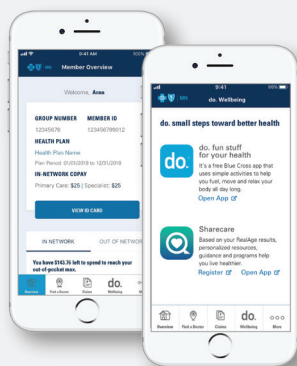 9:41 AM
100%
Member Overview
Welcome, Anna
GROUP NUMBER MEMBER ID
12345678 123456789012
HEALTH PLAN
Health Plan Name
Plan Period: 01/01/2019 to 12/31/2019
IN-NETWORK COPAY
Primary Care: $25 | Specialist: $25
VIEW ID CARD
IN NETWORK OUT OF NETWOR
You have $143.75 left to spend to reach your
out-of-pocket max.
Overview Find a Doctor Claims do. Wellbeing
9:41
do. Wellbeing
do. small steps toward better health
do.
do. fun stuff
for your health
It's a free Blue Cross app that
uses simple activities to help
you fuel, move and relax your
body all day long.
Open App
Sharecare
Based on your RealAge results,
personalized resources,
guidance and programs help
you live healthier.
Register Open App
do.
Overview Find a Doctor Claims Wellbeing More